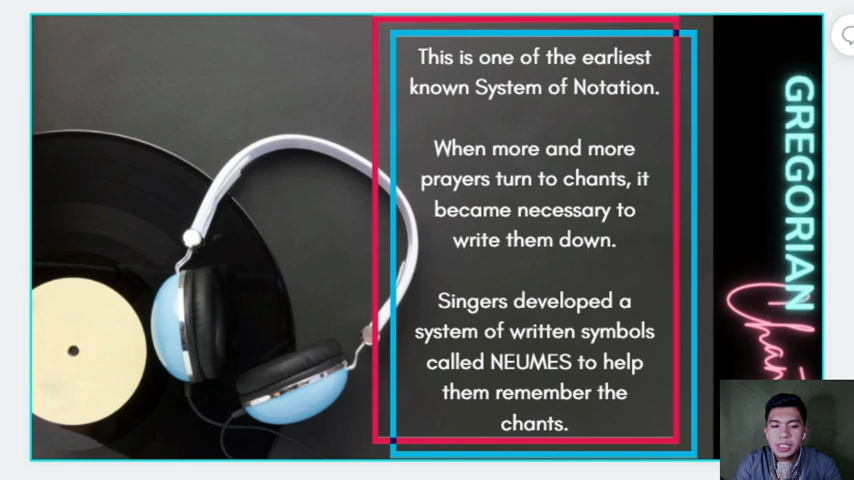 This is one of the earliest
known System of Notation.
When more and more
prayers turn to chants, it
became necessary to
write them down.
Singers developed a
system of written symbols
called NEUMES to help
them remember the
chants.
GREGORIAN